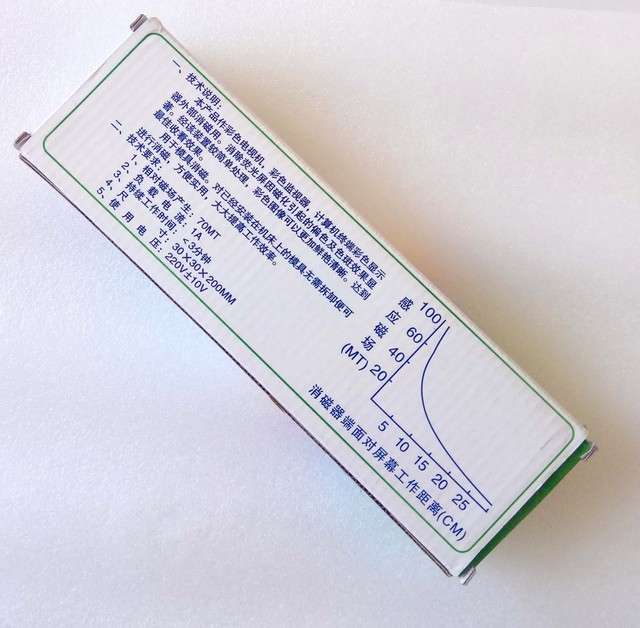 一、技术说明:
本产品作彩色电视机，彩色监视器，计算机终端彩色显示
器外部消磁用。消除荧光屏因磁化引起的偏色及色斑效果显
著。经该装置较简单处理，彩色图像可以更加鲜艳清晰。达到
最佳收看效果。
用于模具消磁。对已经安装在机床上的模具无需拆卸便可
进行消磁，方便实用，大大提高工作效率。
二、技术要求:
1、相对磁场产生: 70MT
2、负载电流: 1A
3、持续工作时间: <3分钟
4、尺寸: 30×30×200MM
5、使用电压: 220V±10V
感应磁场(MT)
100
60
40
20
5 10 15 20 25
消磁器端面对屏幕工作距离(CM)